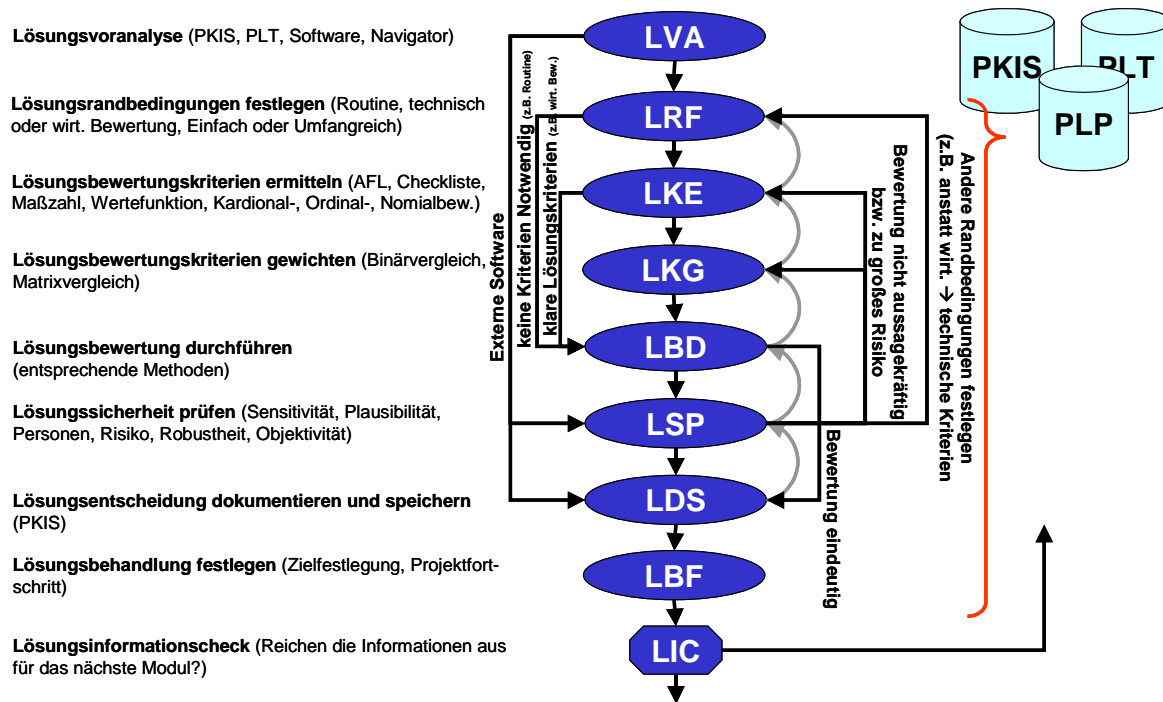 Lösungsvoranalyse (PKIS, PLT, Software, Navigator)
Lösungsrandbedingungen festlegen (Routine, technisch
oder wirt. Bewertung, Einfach oder Umfangreich)
Lösungsbewertungskriterien ermitteln (AFL, Checkliste,
Maßzahl, Wertefunktion, Kardional-, Ordinal-, Nomialbew.)
Lösungsbewertungskriterien gewichten (Binärvergleich,
Matrixvergleich)
Lösungsbewertung durchführen
(entsprechende Methoden)
Lösungssicherheit prüfen (Sensitivität, Plausibilität,
Personen, Risiko, Robustheit, Objektivität)
Lösungsentscheidung dokumentieren und speichern
(PKIS)
Lösungsbehandlung festlegen (Zielfestlegung, Projektfort-
schritt)
Lösungsinformationscheck (Reichen die Informationen aus
für das nächste Modul?)
Externe Software
keine Kriterien Notwendig (z.B. Routine)
klare Lösungskriterien (z.B. wirt. Bew.)
LVA
LRF
LKE
LKG
LBD
LSP
LDS
LBF
LIC
Bewertung nicht aussagekräftig
bzw. zu großes Risiko
Bewertung eindeutig
Andere Randbedingungen festlegen
(z.B. anstatt wirt. → technische Kriterien
PKIS
PLT
PLP